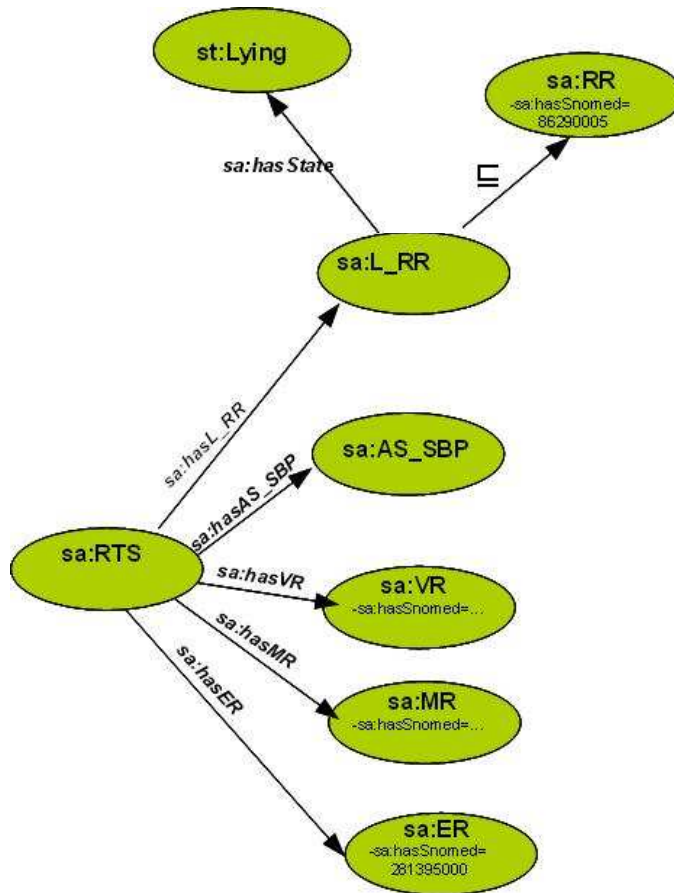 st:Lying
sa:RR
-sa:hasSnomed=
86290005
sa:hasState
⊑
sa:L_RR
sa:hasL_RR
sa:AS_SBP
sa:hasAS_SBP
sa:RTS
sa:hasVR
sa:VR
-sa:hasSnomed=...
sa:hasMR
sa:MR
-sa:hasSnomed=...
sa:hasER
sa:ER
-sa:hasSnomed=
281395000